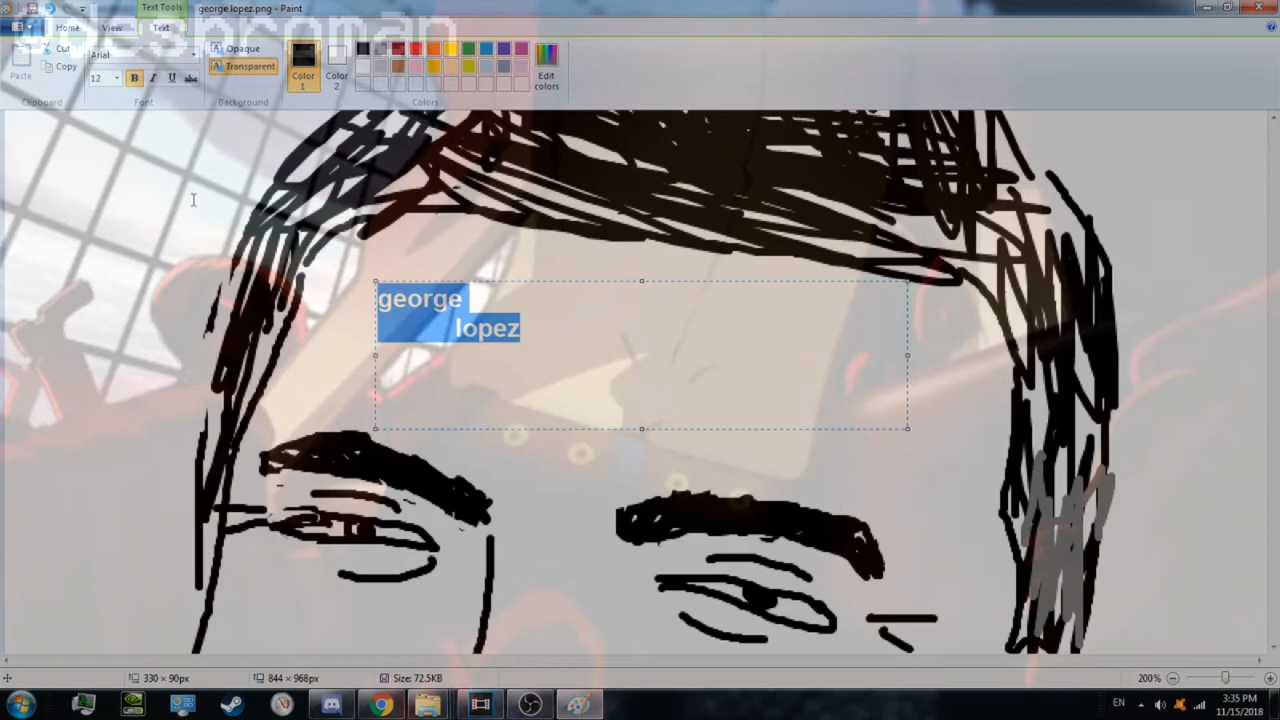 Text Tools
george lopez.png - Paint
Home
View
Text
Paste
Cut
Copy
Clipboard
Arial
12
B
I
U
abc
Font
Opaque
Transparent
Background
Color
1
Color
2
Edit
colors
Colors
george
lopez
330 × 90px
844 × 968px
Size: 72.5KB
200%
EN
3:35 PM
11/15/2018